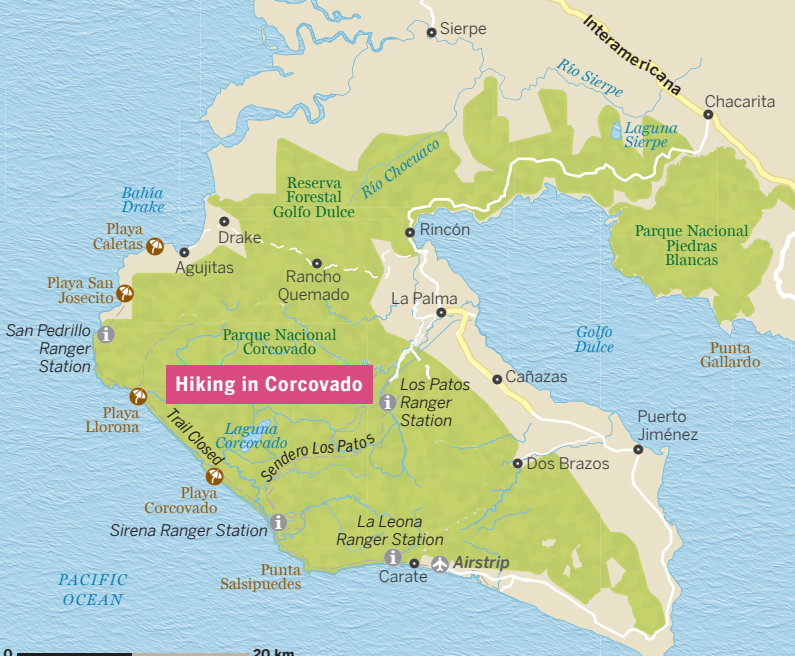 Sierpe
Interamericana
Río Sierpe
Chacarita
Laguna
Sierpe
Río Chocuaco
Reserva
Forestal
Golfo Dulce
Bahía
Drake
Playa
Caletas
Drake
Rincón
Parque Nacional
Piedras
Blancas
Agujitas
Rancho
Quemado
Playa San
Josecito
La Palma
San Pedrillo
Ranger
Station
Parque Nacional
Corcovado
Golfo
Dulce
Punta
Gallardo
Hiking in Corcovado
Los Patos
Ranger
Station
Cañazas
Playa
Llorona
Trail Closed
Laguna
Corcovado
Sendero Los Patos
Puerto
Jiménez
Dos Brazos
Playa
Corcovado
Sirena Ranger Station
La Leona
Ranger Station
Punta
Salsipuedes
Carate
Airstrip
PACIFIC
OCEAN
0 20 km